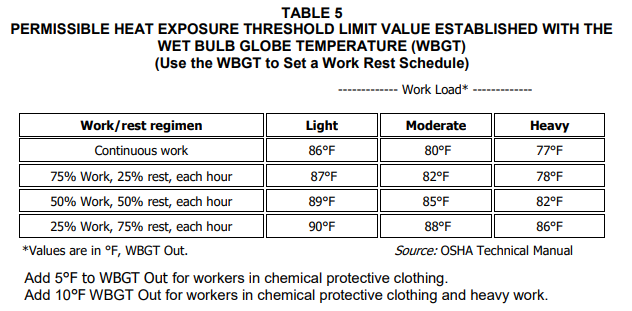 TABLE 5
PERMISSIBLE HEAT EXPOSURE THRESHOLD LIMIT VALUE ESTABLISHED WITH THE
WET BULB GLOBE TEMPERATURE (WBGT)
(Use the WBGT to Set a Work Rest Schedule)
------------- Work Load* -------------
Work/rest regimen Light Moderate Heavy
Continuous work 86°F 80°F 77°F
75% Work, 25% rest, each hour 87°F 82°F 78°F
50% Work, 50% rest, each hour 89°F 85°F 82°F
25% Work, 75% rest, each hour 90°F 88°F 86°F
*Values are in °F, WBGT Out. Source: OSHA Technical Manual
Add 5°F to WBGT Out for workers in chemical protective clothing.
Add 10°F WBGT Out for workers in chemical protective clothing and heavy work.